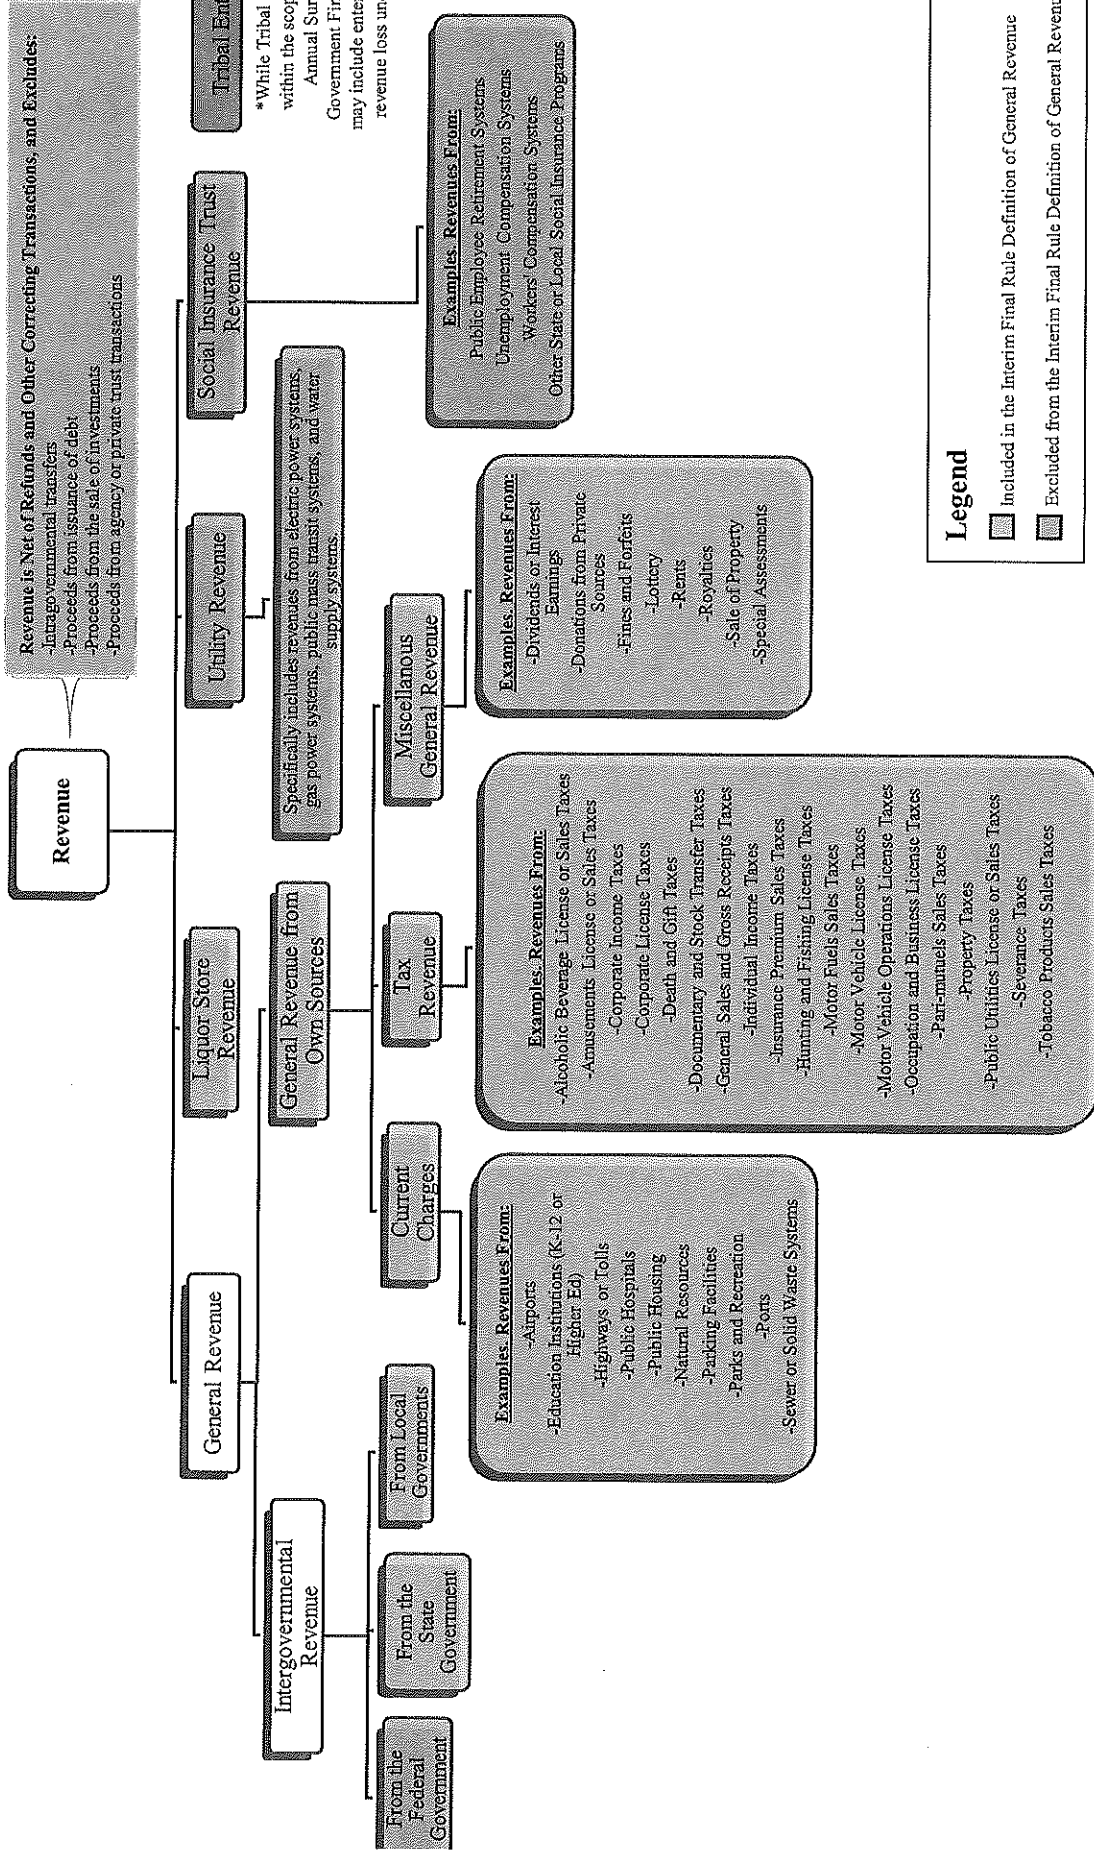 Revenue
Revenue is Net of Refunds and Other Correcting Transactions, and Excludes:
-Intragovernmental transfers
-Proceeds from issuance of debt
-Proceeds from the sale of investments
-Proceeds from agency or private trust transactions
General Revenue
Liquor Store
Revenue
Utility Revenue
Social Insurance Trust
Revenue
Tribal Ent
*While Tribal
within the scop
Annual Sur
Government Fin
may include enter
revenue loss un
Intergovernmental
Revenue
General Revenue from
Own Sources
Specifically includes revenues from electric power systems,
gas power systems, public mass transit systems, and water
supply systems.
From the
Federal
Government
From the
State
Government
From Local
Governments
Current
Charges
Tax
Revenue
Miscellanous
General Revenue
Examples. Revenues From:
Public Employee Retirement Systems
Unemployment Compensation Systems
Workers' Compensation Systems
Other State or Local Social Insurance Programs
Examples. Revenues From:
-Airports
-Education Institutions (K-12 or
Higher Ed)
-Highways or Tolls
-Public Hospitals
-Public Housing
-Natural Resources
-Parking Facilities
-Parks and Recreation
-Ports
-Sewer or Solid Waste Systems
Examples. Revenues From:
-Alcoholic Beverage License or Sales Taxes
-Amusements License or Sales Taxes
-Corporate Income Taxes
-Corporate License Taxes
-Death and Gift Taxes
-Documentary and Stock Transfer Taxes
-General Sales and Gross Receipts Taxes
-Individual Income Taxes
-Insurance Premium Sales Taxes
-Hunting and Fishing License Taxes
-Motor Fuels Sales Taxes
-Motor Vehicle License Taxes
-Motor Vehicle Operations License Taxes
-Occupation and Business License Taxes
-Pari-mutuels Sales Taxes
-Property Taxes
-Public Utilities License or Sales Taxes
-Severance Taxes
-Tobacco Products Sales Taxes
Examples. Revenues From:
-Dividends or Interest
Earnings
-Donations from Private
Sources
-Fines and Forfeits
-Lottery
-Rents
-Royalties
-Sale of Property
-Special Assessments
Legend
Included in the Interim Final Rule Definition of General Revenue
Excluded from the Interim Final Rule Definition of General Revenu